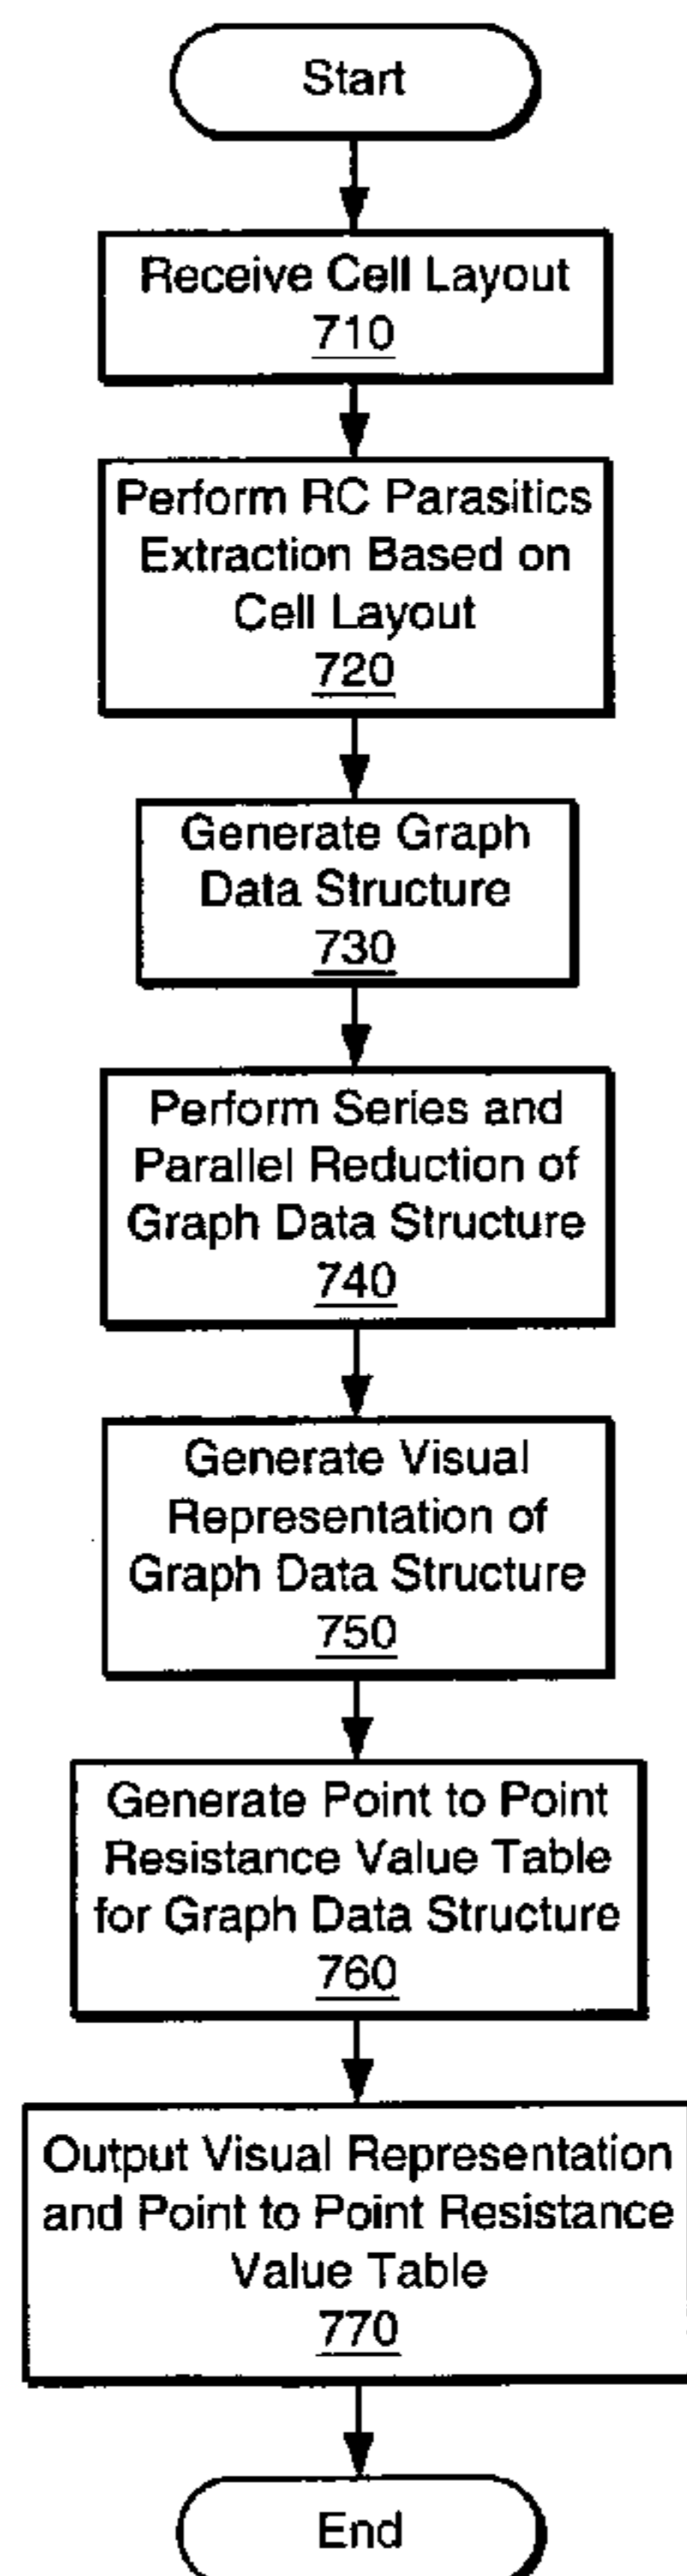 Start
Receive Cell Layout
710
Perform RC Parasitics
Extraction Based on
Cell Layout
720
Generate Graph
Data Structure
730
Perform Series and
Parallel Reduction of
Graph Data Structure
740
Generate Visual
Representation of
Graph Data Structure
750
Generate Point to Point
Resistance Value Table
for Graph Data Structure
760
Output Visual Representation
and Point to Point Resistance
Value Table
770
End